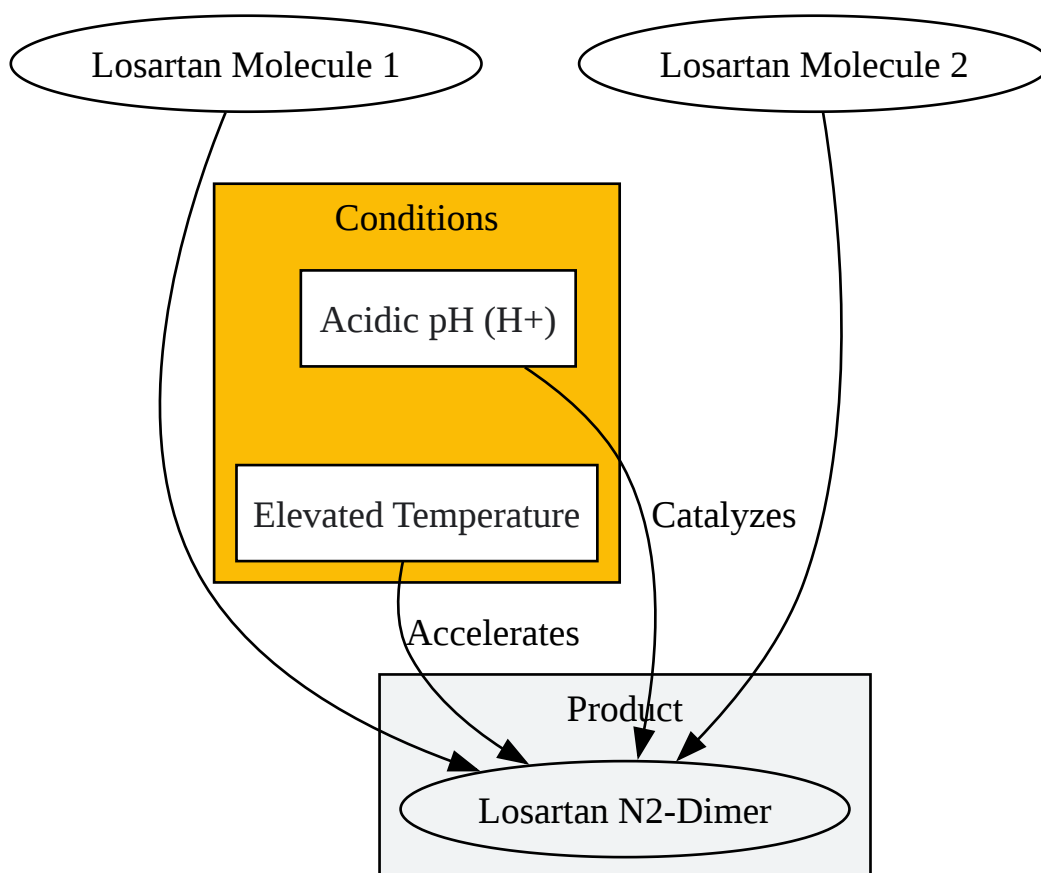 Losartan Molecule 1
Losartan Molecule 2
Conditions
Acidic pH (H+)
Elevated Temperature
Catalyzes
Accelerates
Product
Losartan N2-Dimer